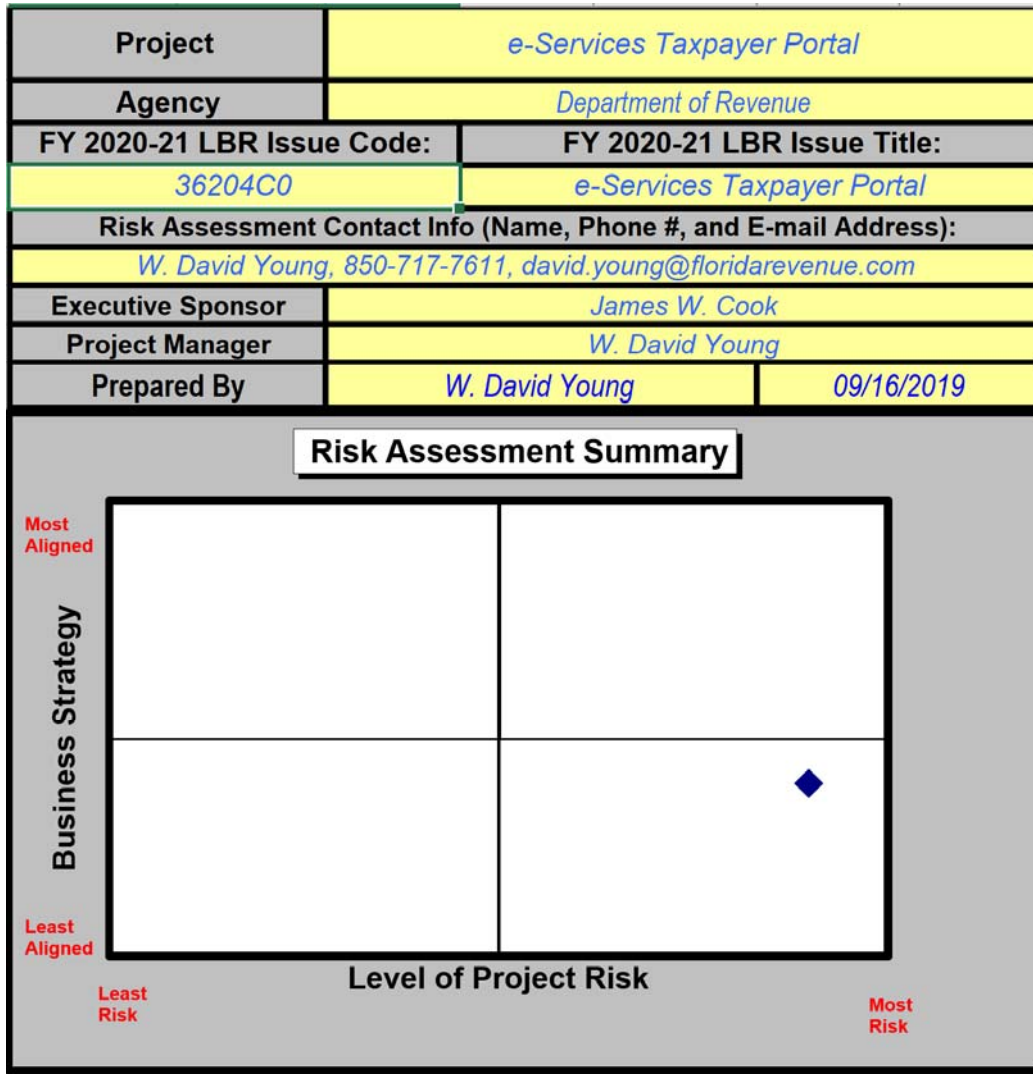 Project e-Services Taxpayer Portal
Agency Department of Revenue
FY 2020-21 LBR Issue Code: FY 2020-21 LBR Issue Title:
36204C0 e-Services Taxpayer Portal
Risk Assessment Contact Info (Name, Phone #, and E-mail Address):
W. David Young, 850-717-7611, david.young@floridarevenue.com
Executive Sponsor James W. Cook
Project Manager W. David Young
Prepared By W. David Young 09/16/2019
Risk Assessment Summary
Most
Aligned
Business Strategy
Least
Aligned
Level of Project Risk
Least
Risk
Most
Risk